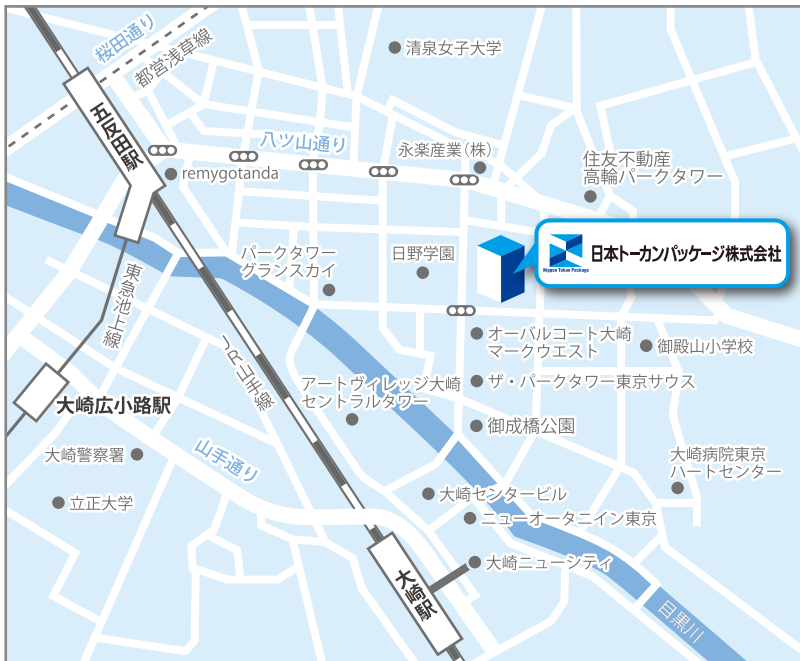 桜田通り
都営浅草線
清泉女子大学
五反田駅
八ツ山通り
永楽産業(株)
住友不動産
高輪パークタワー
remygotanda
パークタワー
グランスカイ
日野学園
Nippon Tokan Package
日本トーカンパッケージ株式会社
東急池上線
JR山手線
オーバルコート大崎
マークウエスト
御殿山小学校
ザ・パークタワー東京サウス
アートヴィレッジ大崎
セントラルタワー
大崎広小路駅
御成橋公園
山手通り
大崎警察署
大崎病院東京
ハートセンター
立正大学
大崎センタービル
ニューオータニイン東京
大崎ニューシティ
大崎駅
目黒川